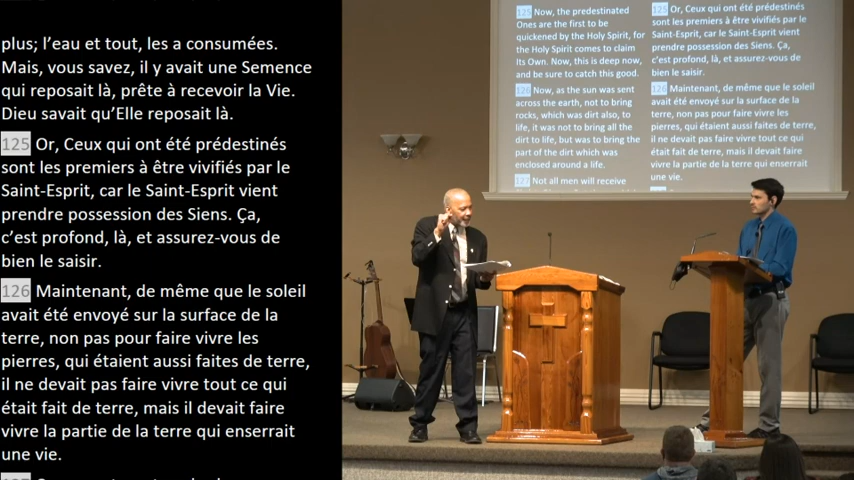 plus; l’eau et tout, les a consumées.
Mais, vous savez, il y avait une Semence
qui reposait là, prête à recevoir la Vie.
Dieu savait qu’Elle reposait là.
125 Or, Ceux qui ont été prédestinés
sont les premiers à être vivifiés par le
Saint-Esprit, car le Saint-Esprit vient
prendre possession des Siens. Ça,
c’est profond, là, et assurez-vous de
bien le saisir.
126 Maintenant, de même que le soleil
avait été envoyé sur la surface de la
terre, non pas pour faire vivre les
pierres, qui étaient aussi faites de terre,
il ne devait pas faire vivre tout ce qui
était fait de terre, mais il devait faire
vivre la partie de la terre qui enserrait
une vie.
125 Now, the predestinated
Ones are the first to be
quickened by the Holy Spirit, for
the Holy Spirit comes to claim
Its Own. Now, this is deep now,
and be sure to catch this good.
126 Now, as the sun was sent
across the earth, not to bring
rocks, which was dirt also, to
life, it was not to bring all the
dirt to life, but was to bring the
part of the dirt which was
enclosed around a life.
127 Not all men will receive
125 Or, Ceux qui ont été prédestinés
sont les premiers à être vivifiés par le
Saint-Esprit, car le Saint-Esprit vient
prendre possession des Siens. Ça,
c’est profond, là, et assurez-vous de
bien le saisir.
126 Maintenant, de même que le soleil
avait été envoyé sur la surface de la
terre, non pas pour faire vivre les
pierres, qui étaient aussi faites de terre,
il ne devait pas faire vivre tout ce qui
était fait de terre, mais il devait faire
vivre la partie de la terre qui enserrait
une vie.